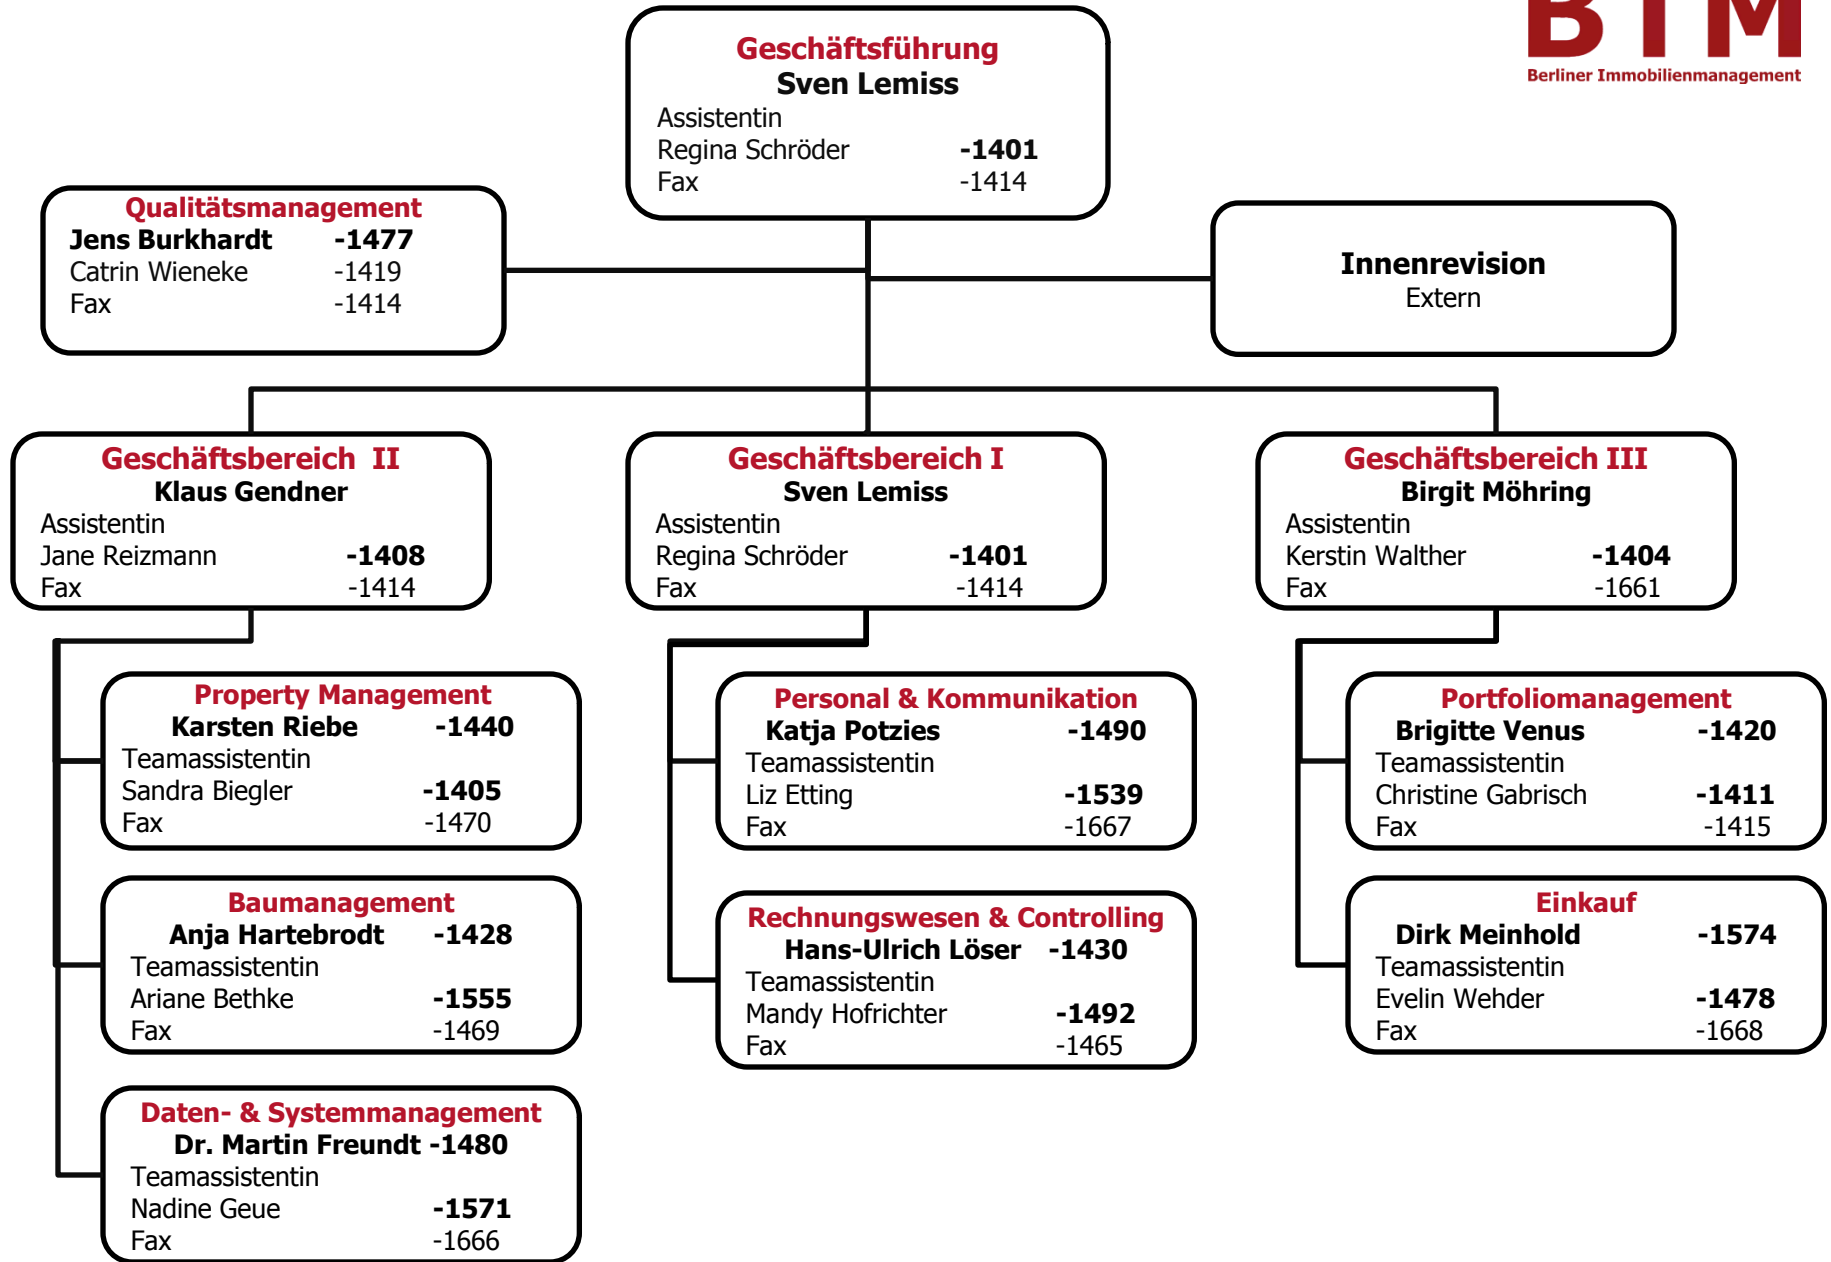 BIM
Berliner Immobilienmanagement
Geschäftsführung
Sven Lemiss
Assistentin
Regina Schröder -1401
Fax -1414
Qualitätsmanagement
Jens Burkhardt -1477
Catrin Wieneke -1419
Fax -1414
Innenrevision
Extern
Geschäftsbereich II
Klaus Gendner
Assistentin
Jane Reizmann -1408
Fax -1414
Geschäftsbereich I
Sven Lemiss
Assistentin
Regina Schröder -1401
Fax -1414
Geschäftsbereich III
Birgit Möhring
Assistentin
Kerstin Walther -1404
Fax -1661
Property Management
Karsten Riebe -1440
Teamassistentin
Sandra Biegler -1405
Fax -1470
Baumanagement
Anja Hartebrodt -1428
Teamassistentin
Ariane Bethke -1555
Fax -1469
Daten- & Systemmanagement
Dr. Martin Freundt -1480
Teamassistentin
Nadine Geue -1571
Fax -1666
Personal & Kommunikation
Katja Potzies -1490
Teamassistentin
Liz Etting -1539
Fax -1667
Rechnungswesen & Controlling
Hans-Ulrich Löser -1430
Teamassistentin
Mandy Hofrichter -1492
Fax -1465
Portfoliomanagement
Brigitte Venus -1420
Teamassistentin
Christine Gabrisch -1411
Fax -1415
Einkauf
Dirk Meinhold -1574
Teamassistentin
Evelin Wehder -1478
Fax -1668